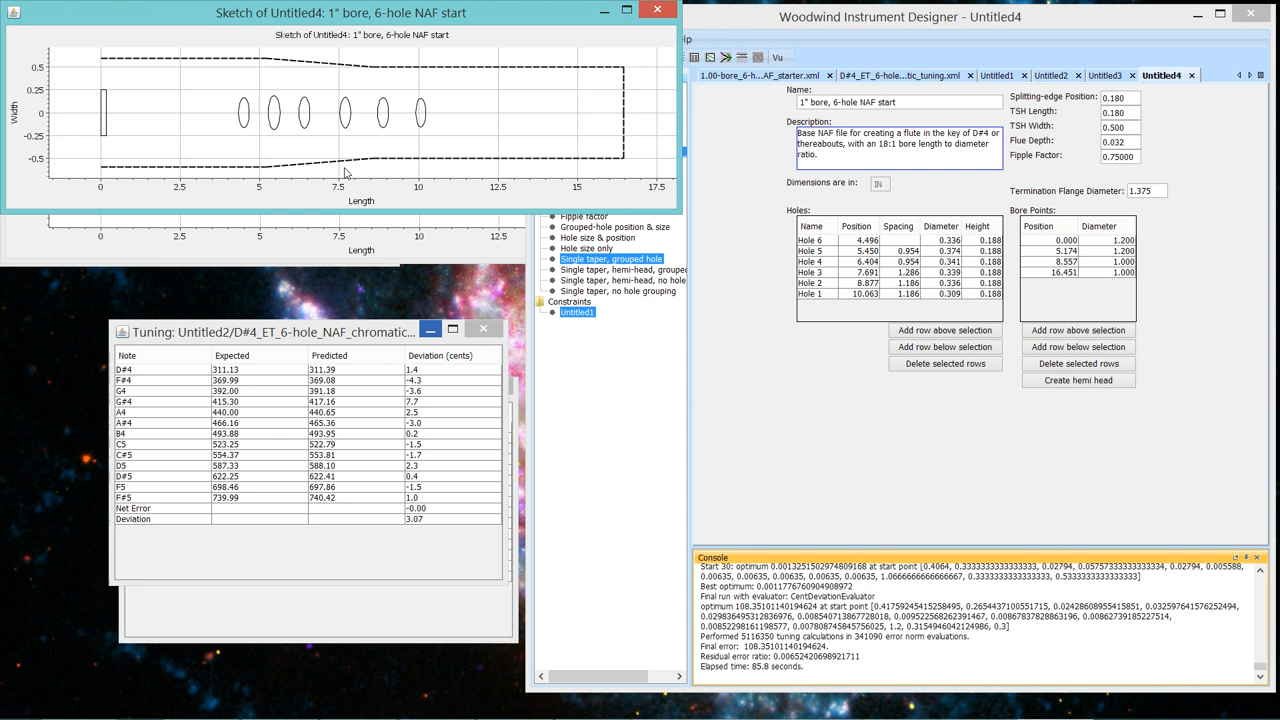 Sketch of Untitled4: 1" bore, 6-hole NAF start
Sketch of Untitled4: 1" bore, 6-hole NAF start
0.5
0.25
0
-0.25
-0.5
Width
0 2.5 5 7.5 10 12.5 15 17.5
Length
0 2.5 5 7.5 10 12.5
Length
Tuning: Untitled2/D#4_ET_6-hole_NAF_chromatic...
Note Expected Predicted Deviation (cents)
D#4 311.13 311.39 1.4
F#4 369.99 369.08 -4.3
G4 392.00 391.18 -3.6
G#4 415.30 417.16 7.7
A4 440.00 440.65 2.5
A#4 466.16 465.36 -3.0
B4 493.88 493.95 0.2
C5 523.25 522.79 -1.5
C#5 554.37 553.81 -1.7
D5 587.33 588.10 2.3
D#5 622.25 622.41 0.4
F5 698.46 697.86 -1.5
F#5 739.99 740.42 1.0
Net Error -0.00
Deviation 3.07
Woodwind Instrument Designer - Untitled4
lp
Vu
1.00-bore_6-h...AF_starter.xml D#4_ET_6-hole...tic_tuning.xml Untitled1 Untitled2 Untitled3 Untitled4
Fipple factor
Grouped-hole position & size
Hole size & position
Hole size only
Single taper, grouped hole
Single taper, hemi-head, grouped
Single taper, hemi-head, no hole
Single taper, no hole grouping
Constraints
Untitled1
Name:
1" bore, 6-hole NAF start
Description:
Base NAF file for creating a flute in the key of D#4 or
thereabouts, with an 18:1 bore length to diameter
ratio.
Dimensions are in: IN
Splitting-edge Position: 0.180
TSH Length: 0.180
TSH Width: 0.500
Flue Depth: 0.032
Fipple Factor: 0.75000
Termination Flange Diameter: 1.375
Holes:
Name Position Spacing Diameter Height
Hole 6 4.496 0.336 0.188
Hole 5 5.450 0.954 0.374 0.188
Hole 4 6.404 0.954 0.341 0.188
Hole 3 7.691 1.286 0.339 0.188
Hole 2 8.877 1.186 0.336 0.188
Hole 1 10.063 1.186 0.309 0.188
Add row above selection
Add row below selection
Delete selected rows
Bore Points:
Position Diameter
0.000 1.200
5.174 1.200
8.557 1.000
16.451 1.000
Add row above selection
Add row below selection
Delete selected rows
Create hemi head
Console
Start 30: optimum 0.0013251502974809168 at start point [0.4064, 0.3333333333333333, 0.02794, 0.05757333333333334, 0.02794, 0.005588,
0.00635, 0.00635, 0.00635, 0.00635, 0.00635, 1.0666666666666667, 0.3333333333333333, 0.5333333333333333]
Best optimum: 0.0011776760904908972
Final run with evaluator: CentDeviationEvaluator
optimum 108.35101140194624 at start point [0.41759245415258495, 0.2654437100551715, 0.02428608955415851, 0.032597641576252494,
0.029836495312836976, 0.008540713867728018, 0.009522568262391467, 0.00867837828863196, 0.00862739185227514,
0.00852298161198577, 0.007808745845756025, 1.2, 0.3154946042124986, 0.3]
Performed 5116350 tuning calculations in 341090 error norm evaluations.
Final error: 108.35101140194624.
Residual error ratio: 0.00652420698921711
Elapsed time: 85.8 seconds.